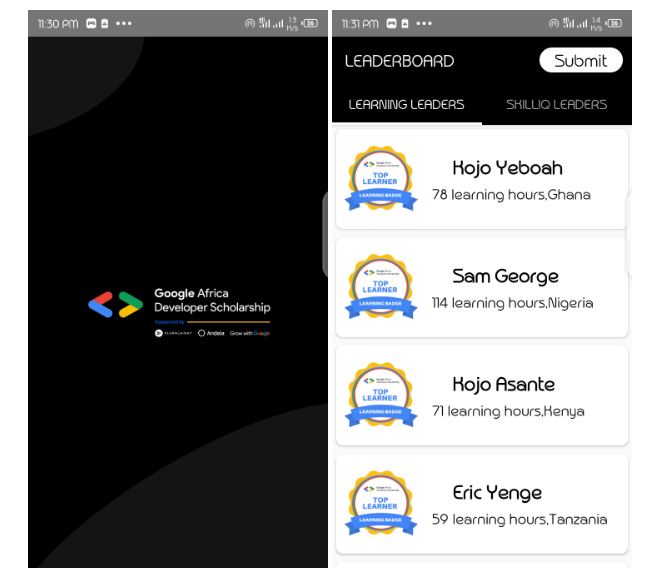 11:30 PM
36
Google Africa
Developer Scholarship
Supported by
PLURALSIGHT Andela Grow with Google
11:31 PM
36
LEADERBOARD
Submit
LEARNING LEADERS
SKILLIQ LEADERS
TOP
LEARNER
LEARNING BADGE
Kojo Yeboah
78 learning hours,Ghana
TOP
LEARNER
LEARNING BADGE
Sam George
114 learning hours,Nigeria
TOP
LEARNER
LEARNING BADGE
Kojo Asante
71 learning hours,Kenya
TOP
LEARNER
LEARNING BADGE
Eric Yenge
59 learning hours,Tanzania